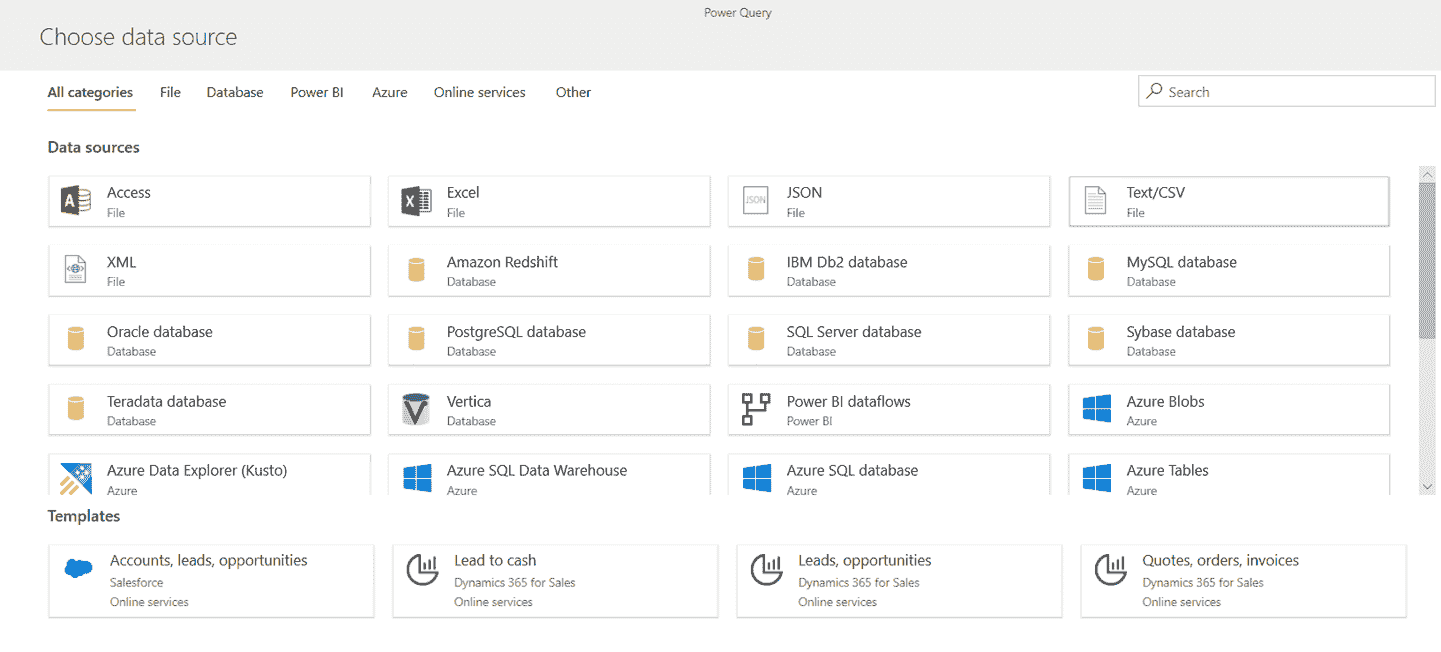 Power Query
Choose data source
All categories File Database Power BI Azure Online services Other Search
Data sources
Access Excel JSON JSON Text/CSV
File File File File
XML Amazon Redshift IBM Db2 database MySQL database
File Database Database Database
Oracle database PostgreSQL database SQL Server database Sybase database
Database Database Database Database
Teradata database Vertica Power BI dataflows Azure Blobs
Database Database Power BI Azure
Azure Data Explorer (Kusto) Azure SQL Data Warehouse Azure SQL database Azure Tables
Azure Azure Azure Azure
Templates
Accounts, leads, opportunities Lead to cash Leads, opportunities Quotes, orders, invoices
Salesforce Dynamics 365 for Sales Dynamics 365 for Sales Dynamics 365 for Sales
Online services Online services Online services Online services